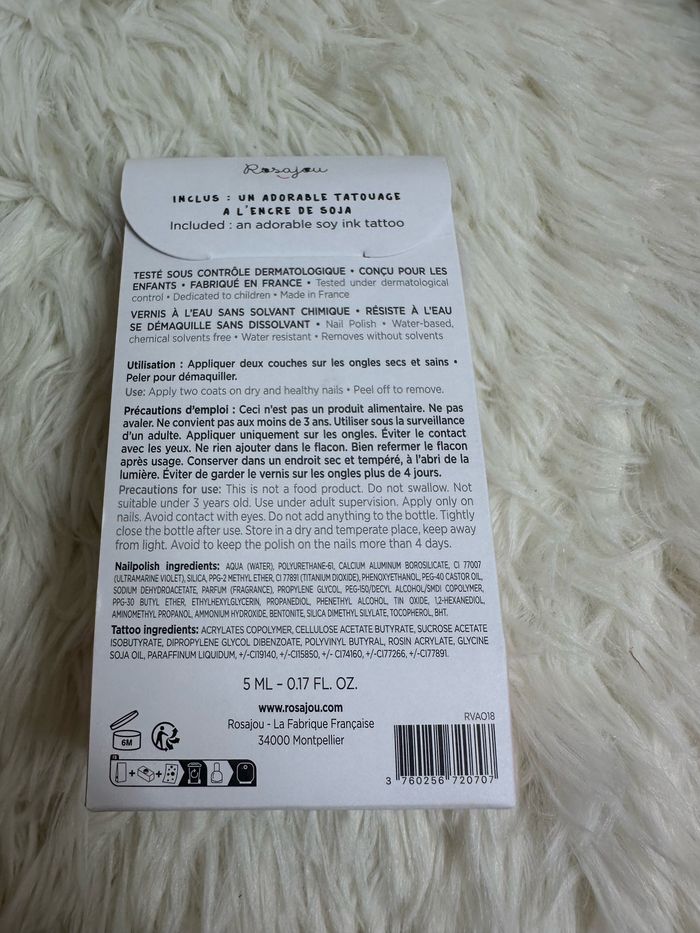 Rosajou
INCLUS : UN ADORABLE TATOUAGE
A L'ENCRE DE SOJA
Included : an adorable soy ink tattoo
TESTÉ SOUS CONTRÔLE DERMATOLOGIQUE • CONÇU POUR LES
ENFANTS • FABRIQUÉ EN FRANCE • Tested under dermatological
control • Dedicated to children • Made in France
VERNIS À L'EAU SANS SOLVANT CHIMIQUE • RÉSISTE À L'EAU
SE DÉMAQUILLE SANS DISSOLVANT • Nail Polish • Water-based,
chemical solvents free • Water resistant • Removes without solvents
Utilisation : Appliquer deux couches sur les ongles secs et sains •
Peler pour démaquiller.
Use: Apply two coats on dry and healthy nails • Peel off to remove.
Précautions d'emploi : Ceci n'est pas un produit alimentaire. Ne pas
avaler. Ne convient pas aux moins de 3 ans. Utiliser sous la surveillance
d'un adulte. Appliquer uniquement sur les ongles. Éviter le contact
avec les yeux. Ne rien ajouter dans le flacon. Bien refermer le flacon
après usage. Conserver dans un endroit sec et tempéré, à l'abri de la
lumière. Éviter de garder le vernis sur les ongles plus de 4 jours.
Precautions for use: This is not a food product. Do not swallow. Not
suitable under 3 years old. Use under adult supervision. Apply only on
nails. Avoid contact with eyes. Do not add anything to the bottle. Tightly
close the bottle after use. Store in a dry and temperate place, keep away
from light. Avoid to keep the polish on the nails more than 4 days.
Nailpolish ingredients: AQUA (WATER), POLYURETHANE-61, CALCIUM ALUMINUM BOROSILICATE, CI 77007
(ULTRAMARINE VIOLET), SILICA, PPG-2 METHYL ETHER, CI 77891 (TITANIUM DIOXIDE), PHENOXYETHANOL, PEG-40 CASTOR OIL,
SODIUM DEHYDROACETATE, PARFUM (FRAGRANCE), PROPYLENE GLYCOL, PEG-150/DECYL ALCOHOL/SMDI COPOLYMER,
PPG-30 BUTYL ETHER, ETHYLHEXYLGLYCERIN, PROPANEDIOL, PHENETHYL ALCOHOL, TIN OXIDE, 1,2-HEXANEDIOL,
AMINOMETHYL PROPANOL, AMMONIUM HYDROXIDE, BENTONITE, SILICA DIMETHYL SILYLATE, TOCOPHEROL, BHT.
Tattoo ingredients: ACRYLATES COPOLYMER, CELLULOSE ACETATE BUTYRATE, SUCROSE ACETATE
ISOBUTYRATE, DIPROPYLENE GLYCOL DIBENZOATE, POLYVINYL BUTYRAL, ROSIN ACRYLATE, GLYCINE
SOJA OIL, PARAFFINUM LIQUIDUM, +/-CI19140, +/-CI15850, +/- CI74160, +/-CI77266, +/-CI77891.
5 ML - 0.17 FL. OZ.
www.rosajou.com
Rosajou - La Fabrique Française
34000 Montpellier
6M
RVA018
3 760256 720707